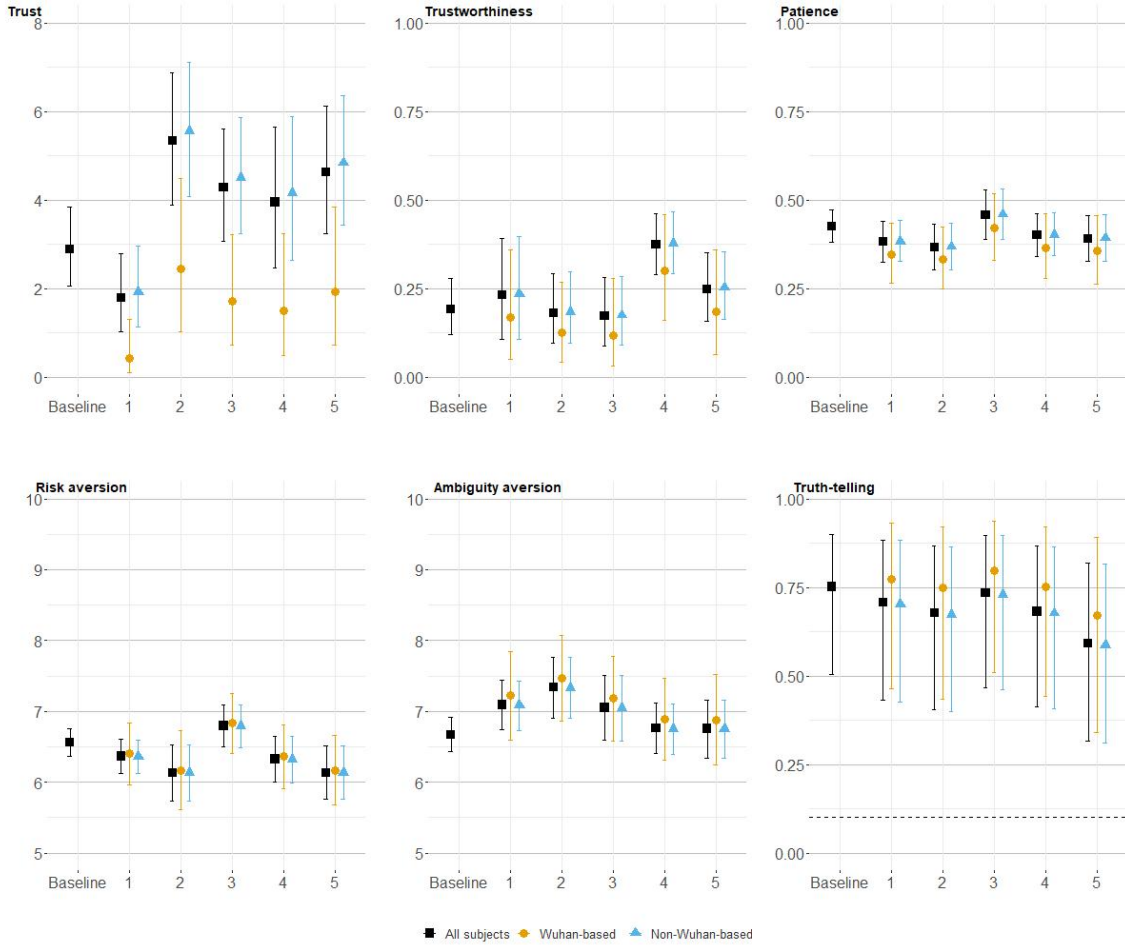 Trust
8
6
4
2
0
Baseline 1 2 3 4 5
Trustworthiness
1.00
0.75
0.50
0.25
0.00
Baseline 1 2 3 4 5
Patience
1.00
0.75
0.50
0.25
0.00
Baseline 1 2 3 4 5
Risk aversion
10
9
8
7
6
5
Baseline 1 2 3 4 5
Ambiguity aversion
10
9
8
7
6
5
Baseline 1 2 3 4 5
Truth-telling
1.00
0.75
0.50
0.25
0.00
Baseline 1 2 3 4 5
All subjects Wuhan-based Non-Wuhan-based